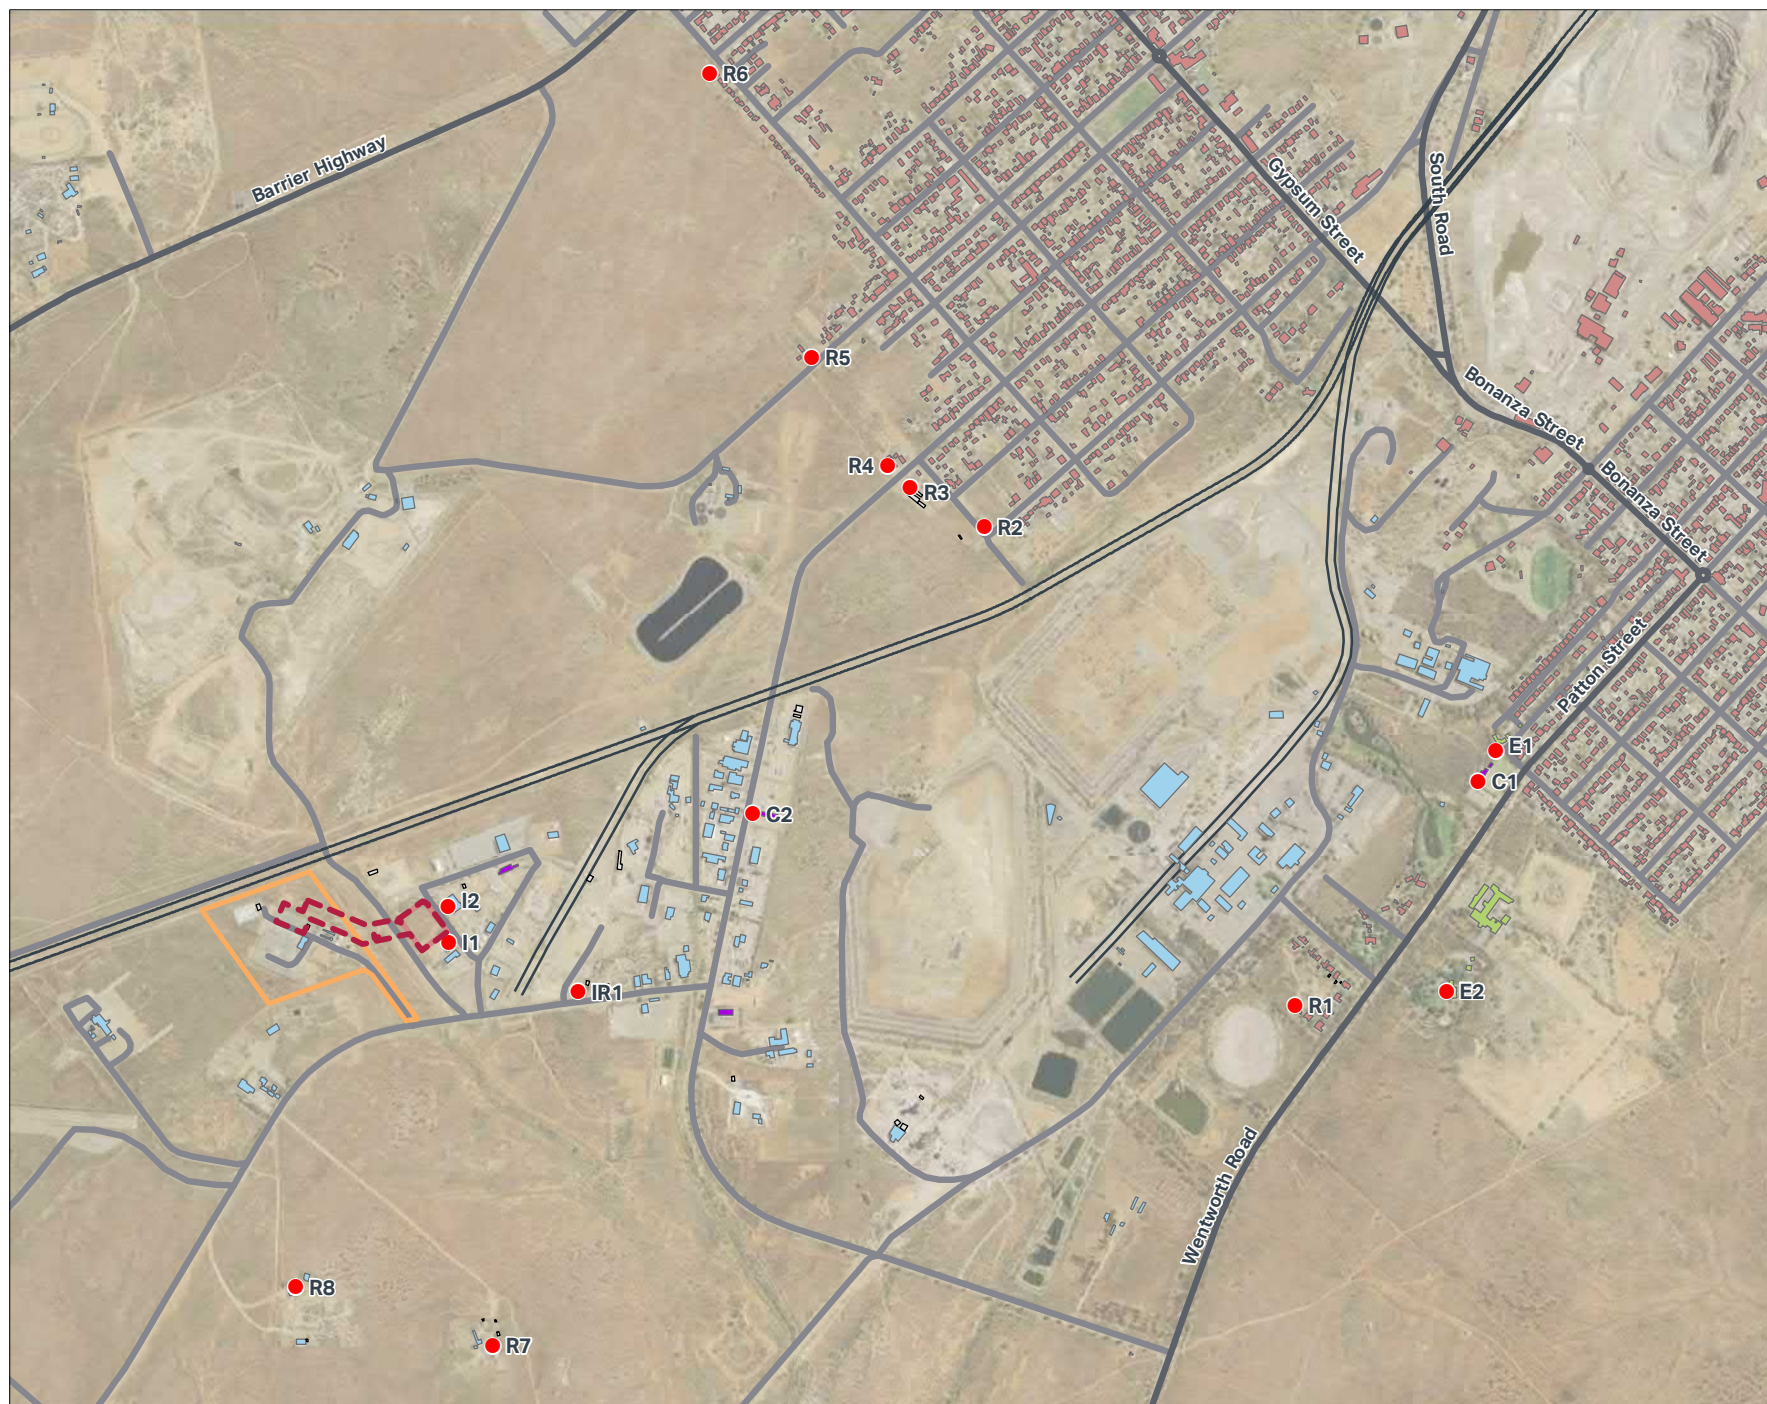 R6
Barrier Highway
Gypsum Street
South Road
R5
Bonanza Street
R4
R3
Bonanza Street
R2
Patton Street
E1
C1
C2
I2
I1
IR1
R1
E2
Wentworth Road
R8
R7